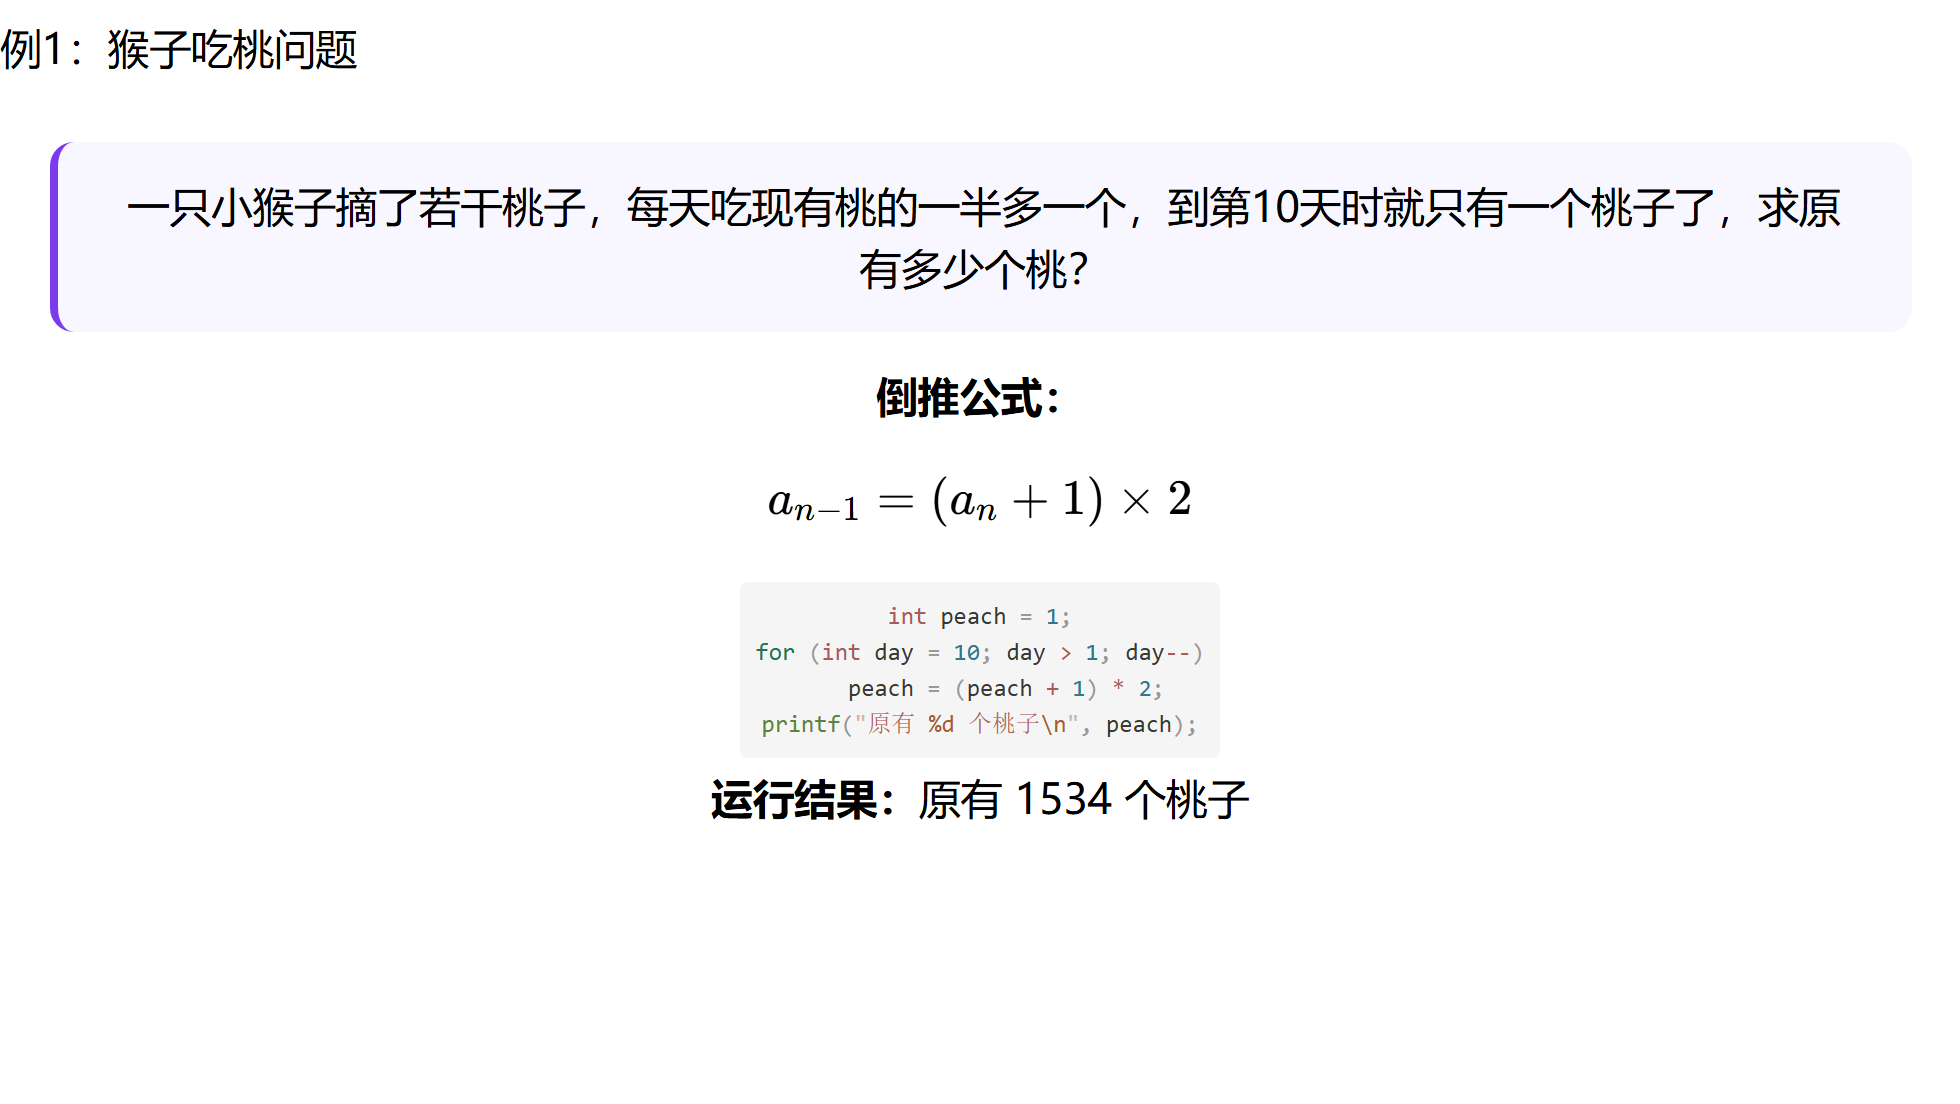 例1：猴子吃桃问题
一只小猴子摘了若干桃子，每天吃现有桃的一半多一个，到第10天时就只有一个桃子了，求原
有多少个桃？
倒推公式：
a_{n-1} = (a_n + 1) × 2
int peach = 1;
for (int day = 10; day > 1; day--)
    peach = (peach + 1) * 2;
printf("原有 %d 个桃子\n", peach);
运行结果：原有 1534 个桃子